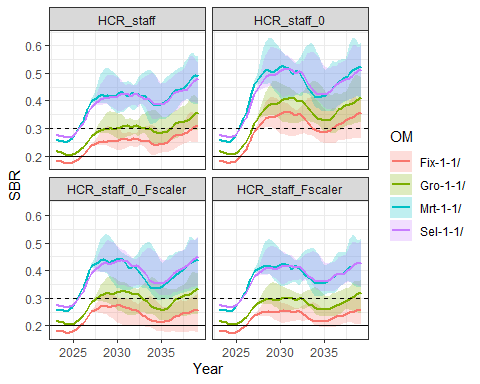 HCR_staff HCR_staff_0
0.6
0.5
0.4
0.3
0.2
HCR_staff_0_Fscaler HCR_staff_Fscaler
0.6
0.5
0.4
0.3
0.2
2025 2030 2035 2025 2030 2035
Year
SBR
OM
Fix-1-1/
Gro-1-1/
Mrt-1-1/
Sel-1-1/